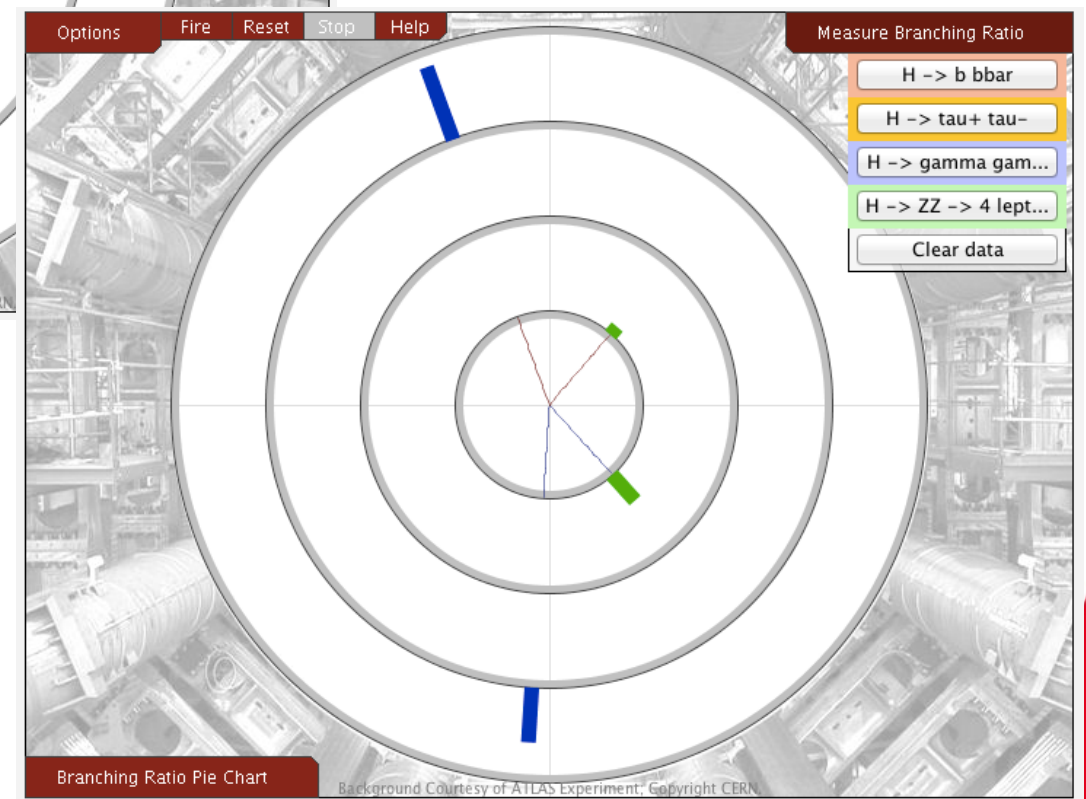 Options
Fire
Reset
Stop
Help
Measure Branching Ratio
H -> b bbar
H -> tau+ tau-
H -> gamma gam...
H -> ZZ -> 4 lept...
Clear data
RN
Branching Ratio Pie Chart
Background Courtesy of ATLAS Experiment; Copyright CERN.